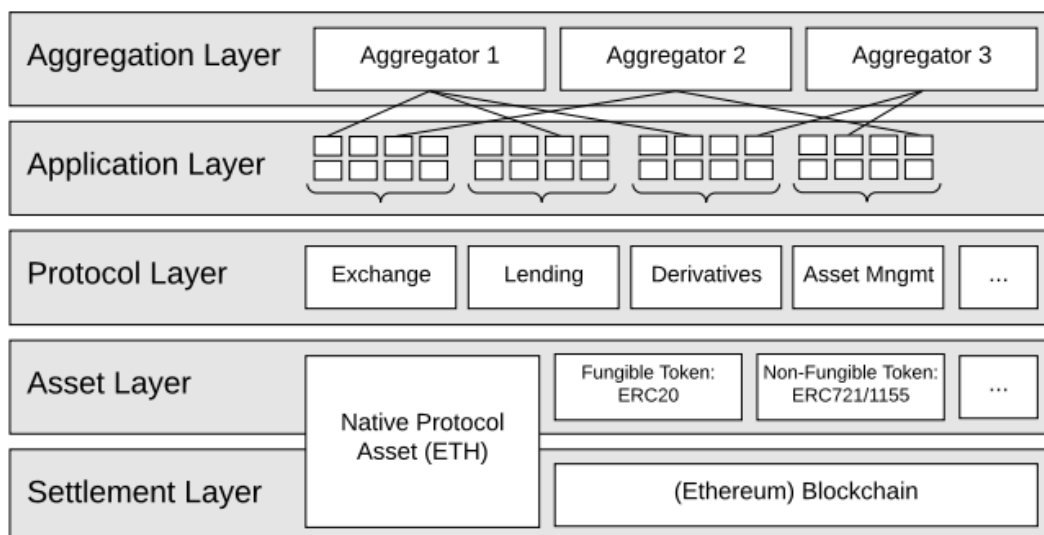 Aggregation Layer
Aggregator 1
Aggregator 2
Aggregator 3
Application Layer
Protocol Layer
Exchange
Lending
Derivatives
Asset Mngmt
...
Asset Layer
Native Protocol
Asset (ETH)
Fungible Token:
ERC20
Non-Fungible Token:
ERC721/1155
...
Settlement Layer
(Ethereum) Blockchain